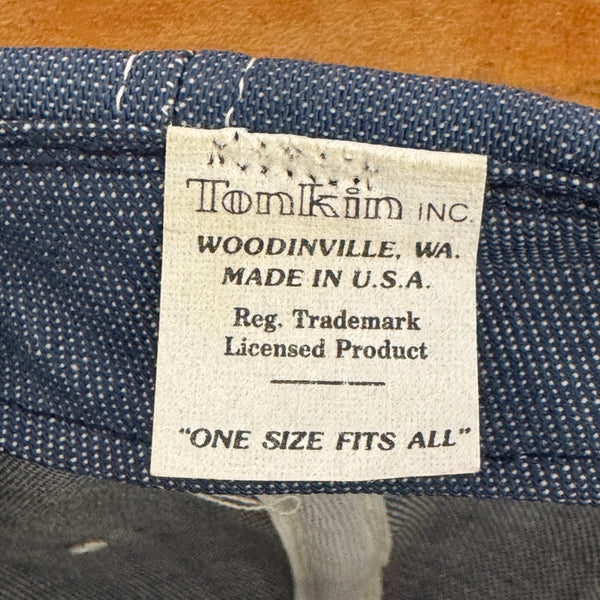 Tonkin INC.
WOODINVILLE, WA.
MADE IN U.S.A.
Reg. Trademark
Licensed Product
"ONE SIZE FITS ALL"